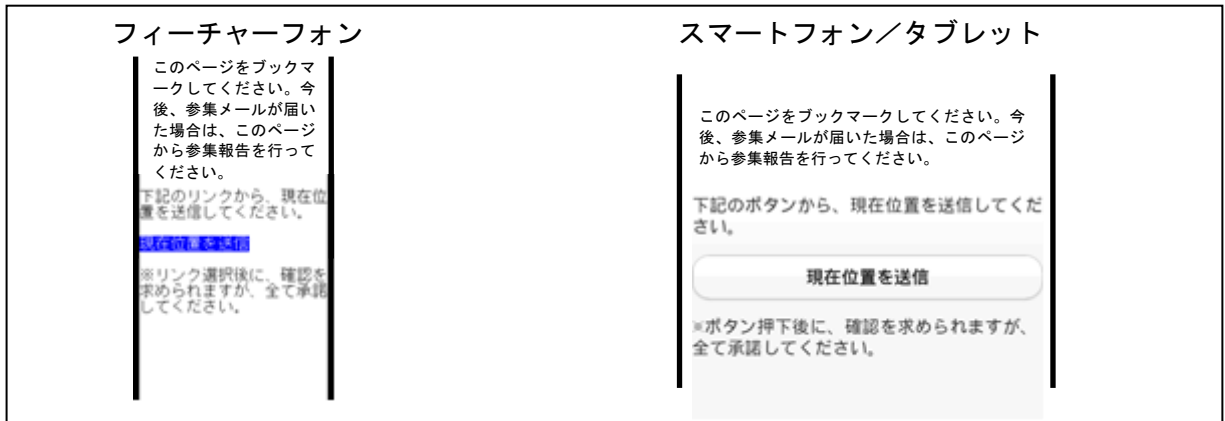 フィーチャーフォン
このページをブックマ
ークしてください。今
後、参集メールが届い
た場合は、このページ
から参集報告を行って
ください。
下記のリンクから、現在位
置を送信してください。
現在位置を送信
※リンク選択後に、確認を
求められますが、全て承諾
してください。
スマートフォン／タブレット
このページをブックマークしてください。今
後、参集メールが届いた場合は、このページ
から参集報告を行ってください。
下記のボタンから、現在位置を送信してくだ
さい。
現在位置を送信
※ボタン押下後に、確認を求められますが、
全て承諾してください。